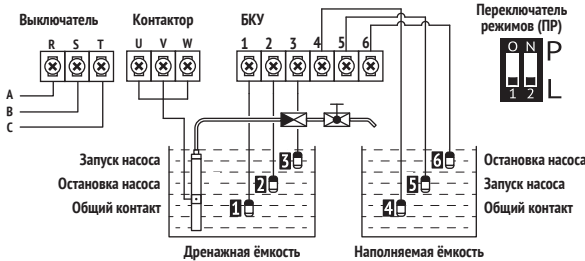 Выключатель
Контактор
БКУ
Переключатель
режимов (ПР)
R S T
U V W
1 2 3 4 5 6
O N
P
1 2
L
A
B
C
Запуск насоса
3
6
Остановка насоса
Остановка насоса
2
5
Запуск насоса
Общий контакт
1
4
Общий контакт
Дренажная ёмкость
Наполняемая ёмкость